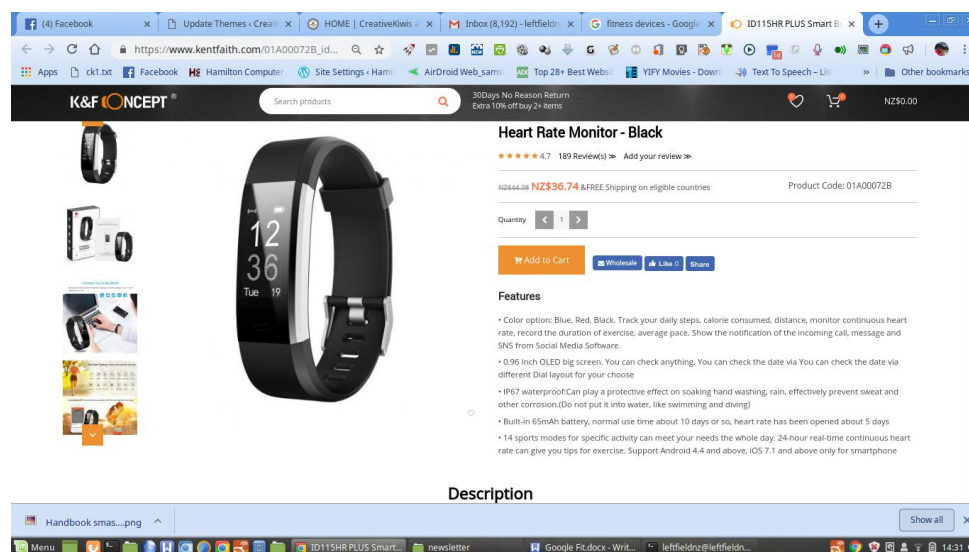 (4) Facebook
Update Themes ‹ Creati
HOME | CreativeKiwis a
Inbox (8,192) - leftfieldn
fitness devices - Google
ID115HR PLUS Smart Br
https://www.kentfaith.com/01A00072B_id...
Apps
ck1.txt
Facebook
Hamilton Computer
Site Settings ‹ Hamil
AirDroid Web_sams
Top 28+ Best Websi
YIFY Movies - Down
Text To Speech – Lis
»
Other bookmarks
K&F CONCEPT ®
Search products
30Days No Reason Return
Extra 10% off buy 2+ items
NZ$0.00
Heart Rate Monitor - Black
4.7 189 Review(s) ≫ Add your review ≫
NZ$44.08 NZ$36.74 &FREE Shipping on eligible countries
Product Code: 01A00072B
Quantity
1
Add to Cart
Wholesale
Like 0
Share
12
36
Tue 19
Features
• Color option: Blue, Red, Black. Track your daily steps, calorie consumed, distance, monitor continuous heart
rate, record the duration of exercise, average pace. Show the notification of the incoming call, message and
SNS from Social Media Software.
• 0.96 Inch OLED big screen. You can check anything. You can check the date via You can check the date via
different Dial layout for your choose
• IP67 waterproof:Can play a protective effect on soaking hand washing, rain, effectively prevent sweat and
other corrosion.(Do not put it into water, like swimming and diving)
• Built-in 65mAh battery, normal use time about 10 days or so, heart rate has been opened about 5 days
• 14 sports modes for specific activity can meet your needs the whole day. 24-hour real-time continuous heart
rate can give you tips for exercise. Support Android 4.4 and above, iOS 7.1 and above only for smartphone
Description
Handbook smas....png
Show all
Menu
ID115HR PLUS Smart...
newsletter
Google Fit.docx - Writ...
leftfieldnz@leftfieldn...
14:31